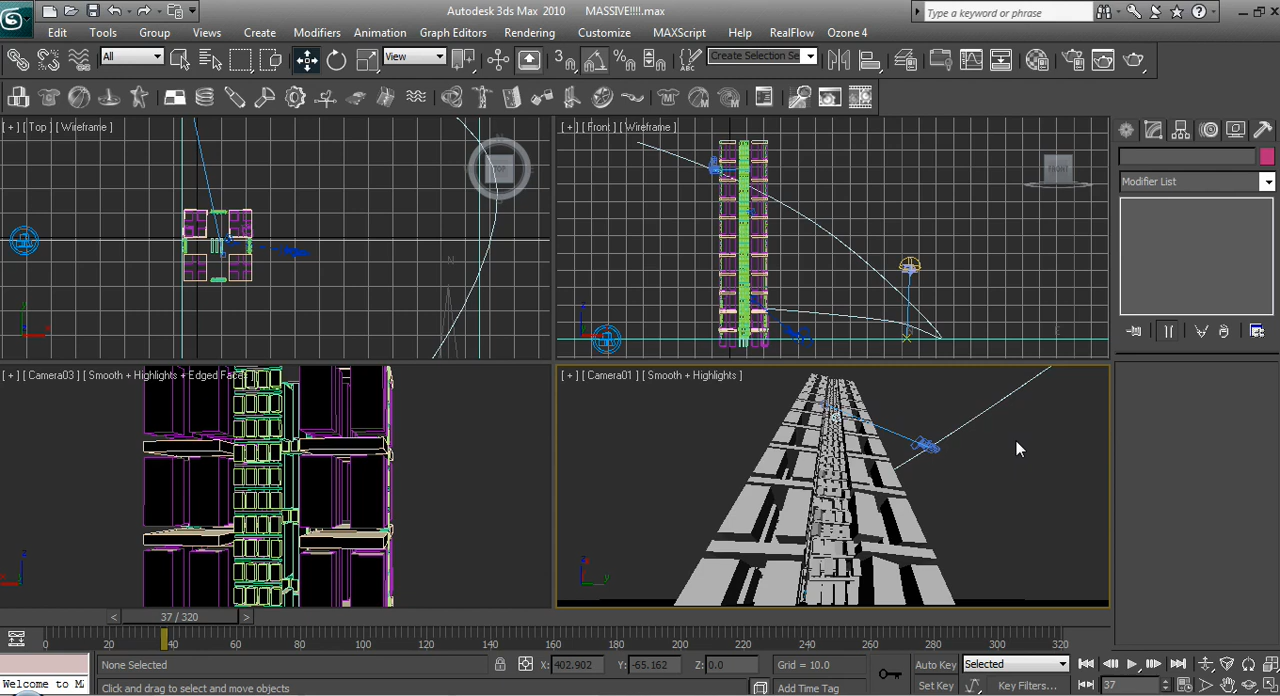 Autodesk 3ds Max 2010 MASSIVE!!!!.max
Type a keyword or phrase
Edit Tools Group Views Create Modifiers Animation Graph Editors Rendering Customize MAXScript Help RealFlow Ozone 4
All View Create Selection Se
[ + ] [ Top ] [ Wireframe ]
[ + ] [ Front ] [ Wireframe ]
TOP
FRONT
Modifier List
[ + ] [ Camera03 ] [ Smooth + Highlights + Edged Faces
[ + ] [ Camera01 ] [ Smooth + Highlights ]
< 37 / 320 >
0 20 40 60 80 100 120 140 160 180 200 220 240 260 280 300 320
None Selected X: 402.902 Y: -65.162 Z: 0.0 Grid = 10.0 Auto Key Selected
Welcome to M Click and drag to select and move objects Add Time Tag Set Key Key Filters... 37